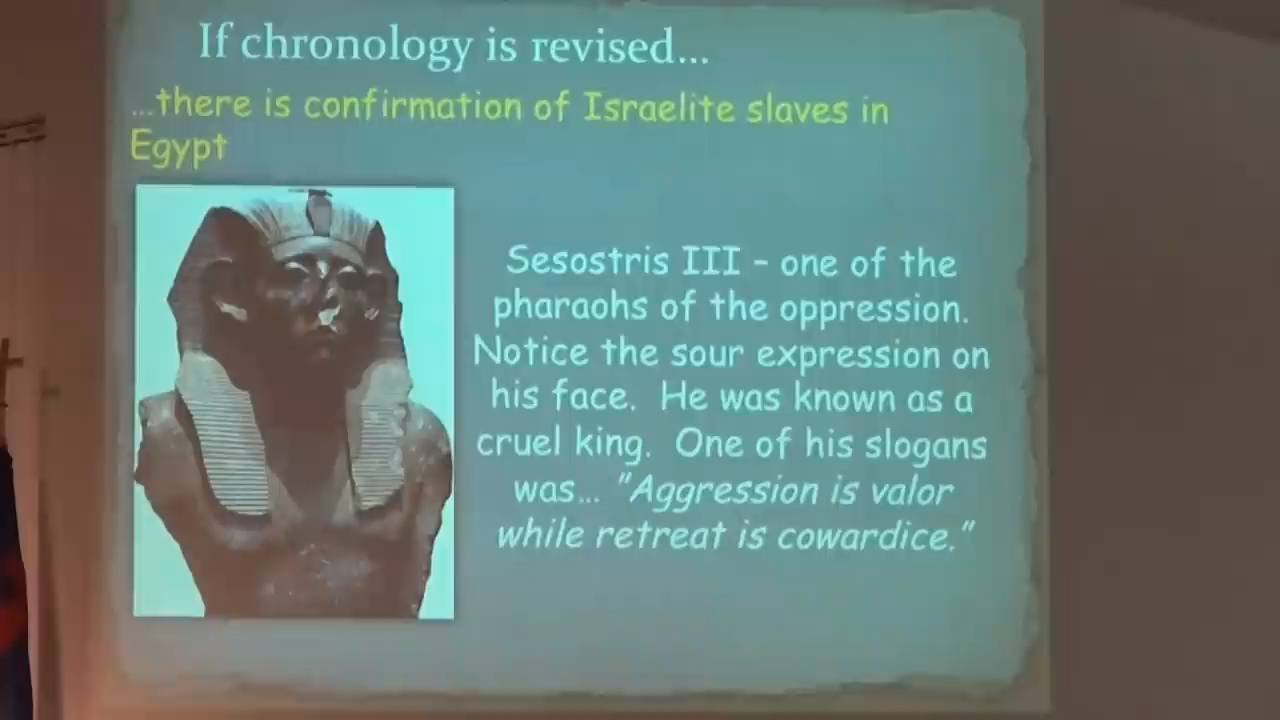 If chronology is revised...
...there is confirmation of Israelite slaves in
Egypt
Sesostris III – one of the
pharaohs of the oppression.
Notice the sour expression on
his face.  He was known as a
cruel king.  One of his slogans
was... "Aggression is valor
while retreat is cowardice."